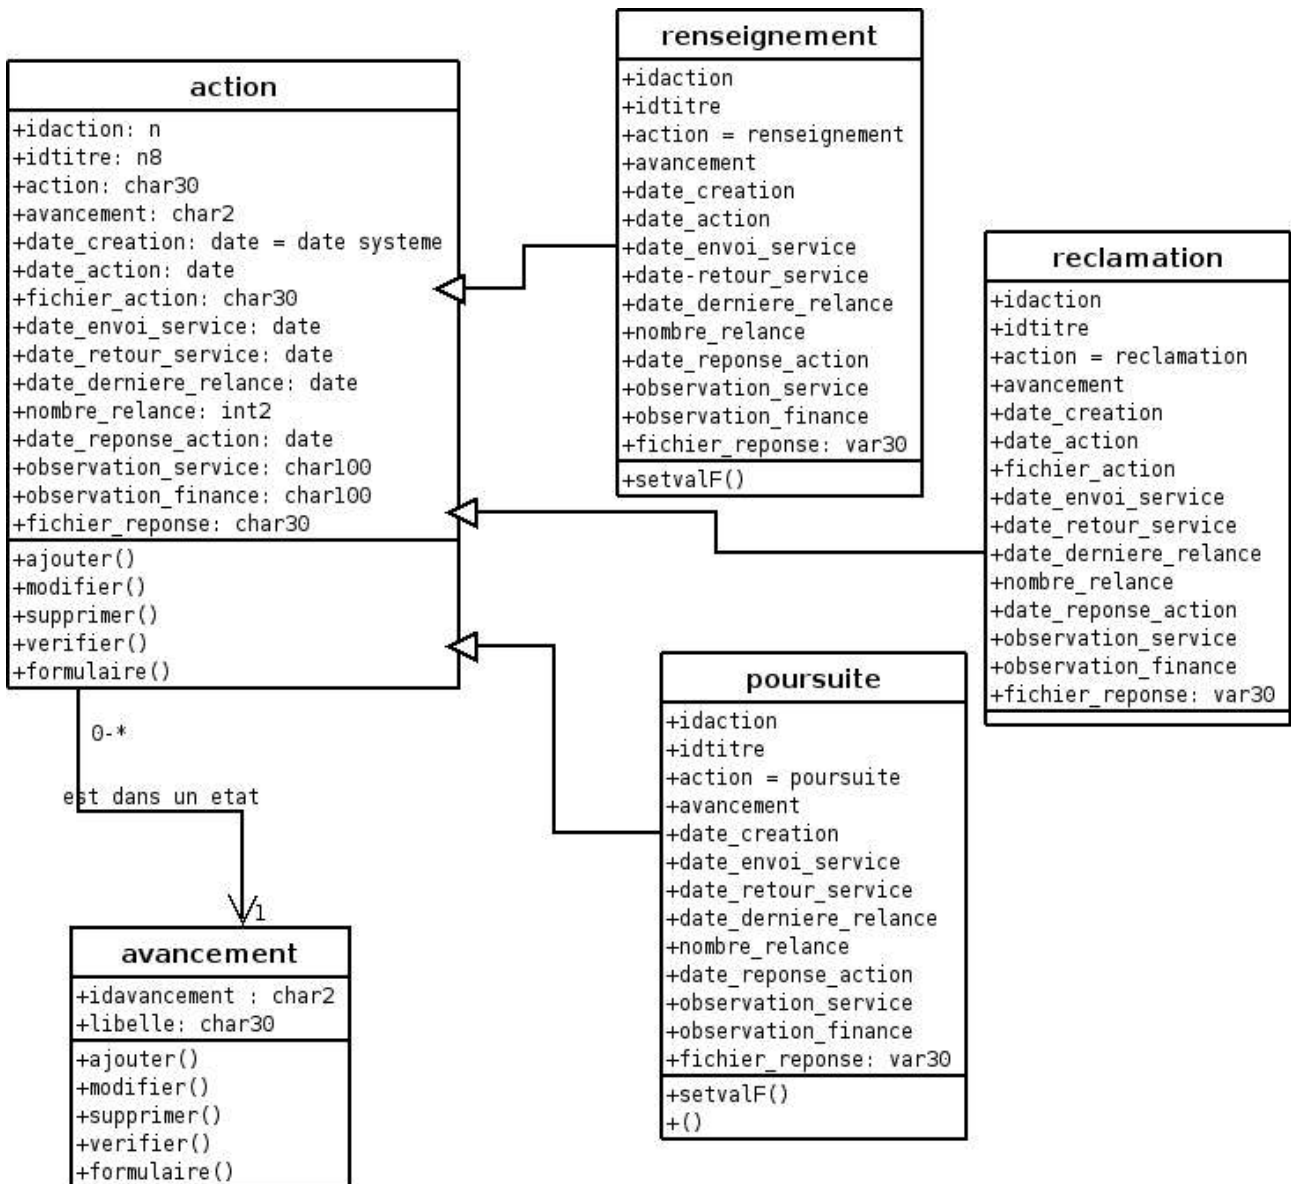 action
+idaction: n
+idtitre: n8
+action: char30
+avancement: char2
+date_creation: date = date systeme
+date_action: date
+fichier_action: char30
+date_envoi_service: date
+date_retour_service: date
+date_derniere_relance: date
+nombre_relance: int2
+date_reponse_action: date
+observation_service: char100
+observation_finance: char100
+fichier_reponse: char30
+ajouter()
+modifier()
+supprimer()
+verifier()
+formulaire()
renseignement
+idaction
+idtitre
+action = renseignement
+avancement
+date_creation
+date_action
+date_envoi_service
+date-retour_service
+date_derniere_relance
+nombre_relance
+date_reponse_action
+observation_service
+observation_finance
+fichier_reponse: var30
+setvalF()
reclamation
+idaction
+idtitre
+action = reclamation
+avancement
+date_creation
+date_action
+fichier_action
+date_envoi_service
+date_retour_service
+date_derniere_relance
+nombre_relance
+date_reponse_action
+observation_service
+observation_finance
+fichier_reponse: var30
poursuite
+idaction
+idtitre
+action = poursuite
+avancement
+date_creation
+date_envoi_service
+date_retour_service
+date_derniere_relance
+nombre_relance
+date_reponse_action
+observation_service
+observation_finance
+fichier_reponse: var30
+setvalF()
+()
0-*
est dans un etat
1
avancement
+idavancement : char2
+libelle: char30
+ajouter()
+modifier()
+supprimer()
+verifier()
+formulaire()